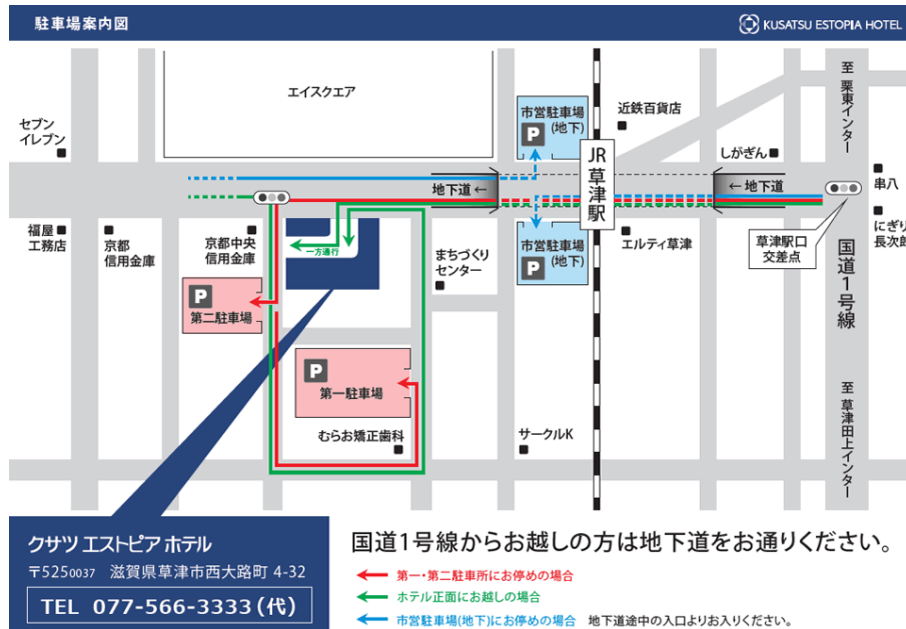 駐車場案内図
KUSATSU ESTOPIA HOTEL
至 栗東インター
エイスクエア
セブン
イレブン
市営駐車場
(地下)
P
近鉄百貨店
JR草津駅
しがぎん
地下道←
←地下道
串八
福屋
工務店
京都
信用金庫
京都中央
信用金庫
一方通行
まちづくり
センター
市営駐車場
(地下)
P
エルティ草津
草津駅口
交差点
国道1号線
にぎり
長次郎
P
第二駐車場
P
第一駐車場
至 草津田上インター
むらお矯正歯科
サークルK
クサツ エストピア ホテル
〒5250037 滋賀県草津市西大路町 4-32
TEL 077-566-3333(代)
国道1号線からお越しの方は地下道をお通りください。
第一・第二駐車所にお停めの場合
ホテル正面にお越しの場合
市営駐車場(地下)にお停めの場合 地下道途中の入口よりお入りください。